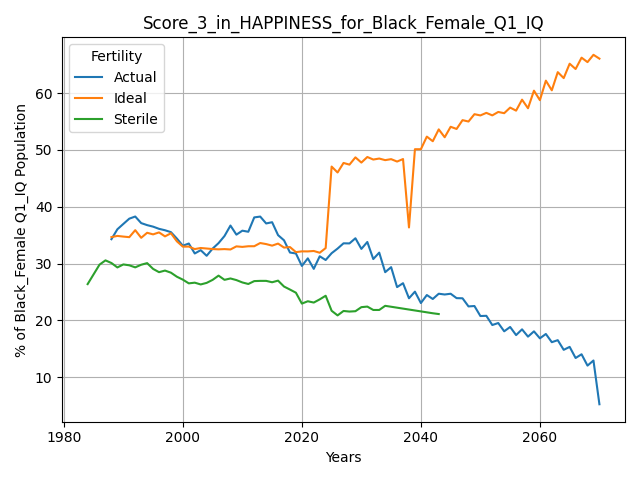 Score_3_in_HAPPINESS_for_Black_Female_Q1_IQ
Fertility
Actual
Ideal
Sterile
% of Black_Female Q1_IQ Population
60
50
40
30
20
10
1980
2000
2020
2040
2060
Years